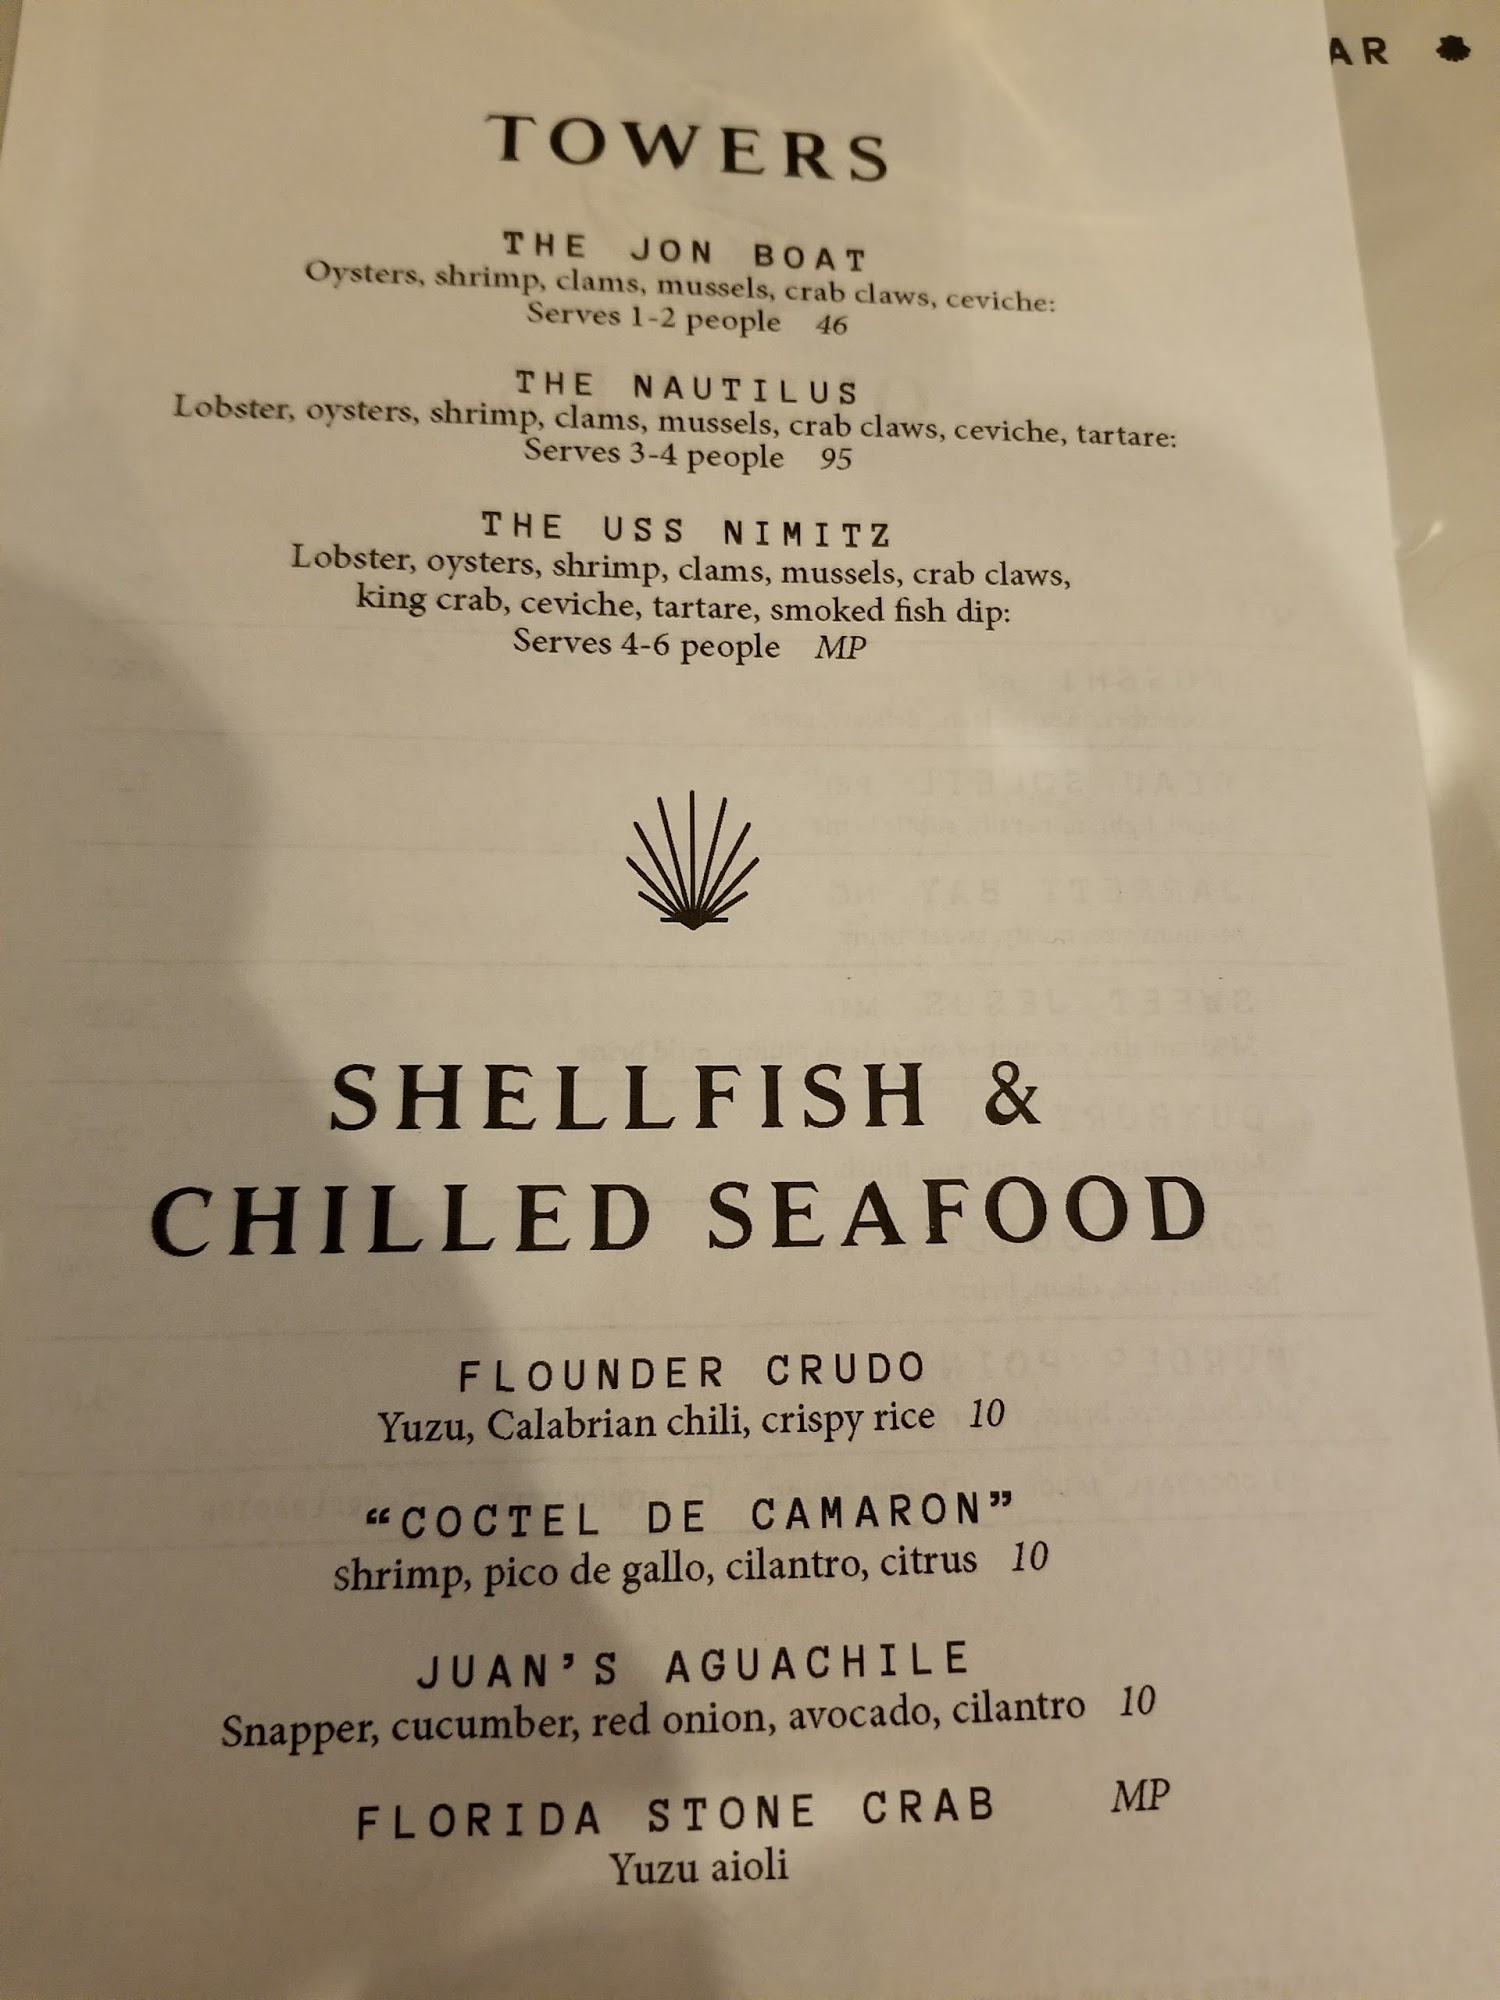 AR
TOWERS
THE JON BOAT
Oysters, shrimp, clams, mussels, crab claws, ceviche:
Serves 1-2 people 46
THE NAUTILUS
Lobster, oysters, shrimp, clams, mussels, crab claws, ceviche, tartare:
Serves 3-4 people 95
THE USS NIMITZ
Lobster, oysters, shrimp, clams, mussels, crab claws,
king crab, ceviche, tartare, smoked fish dip:
Serves 4-6 people MP
SHELLFISH &
CHILLED SEAFOOD
FLOUNDER CRUDO
Yuzu, Calabrian chili, crispy rice 10
“COCTEL DE CAMARON”
shrimp, pico de gallo, cilantro, citrus 10
JUAN’S AGUACHILE
Snapper, cucumber, red onion, avocado, cilantro 10
FLORIDA STONE CRAB MP
Yuzu aioli